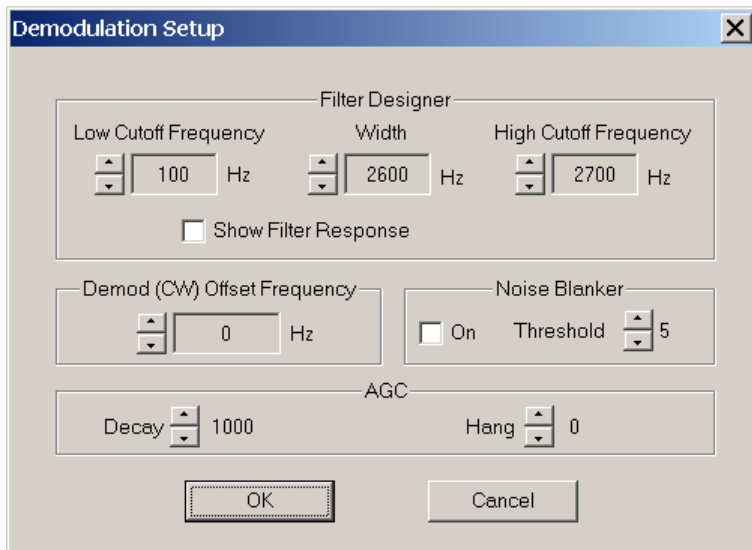 Demodulation Setup
Filter Designer
Low Cutoff Frequency Width High Cutoff Frequency
100 Hz 2600 Hz 2700 Hz
Show Filter Response
Demod (CW) Offset Frequency Noise Blanker
0 Hz On Threshold 5
AGC
Decay 1000 Hang 0
OK Cancel